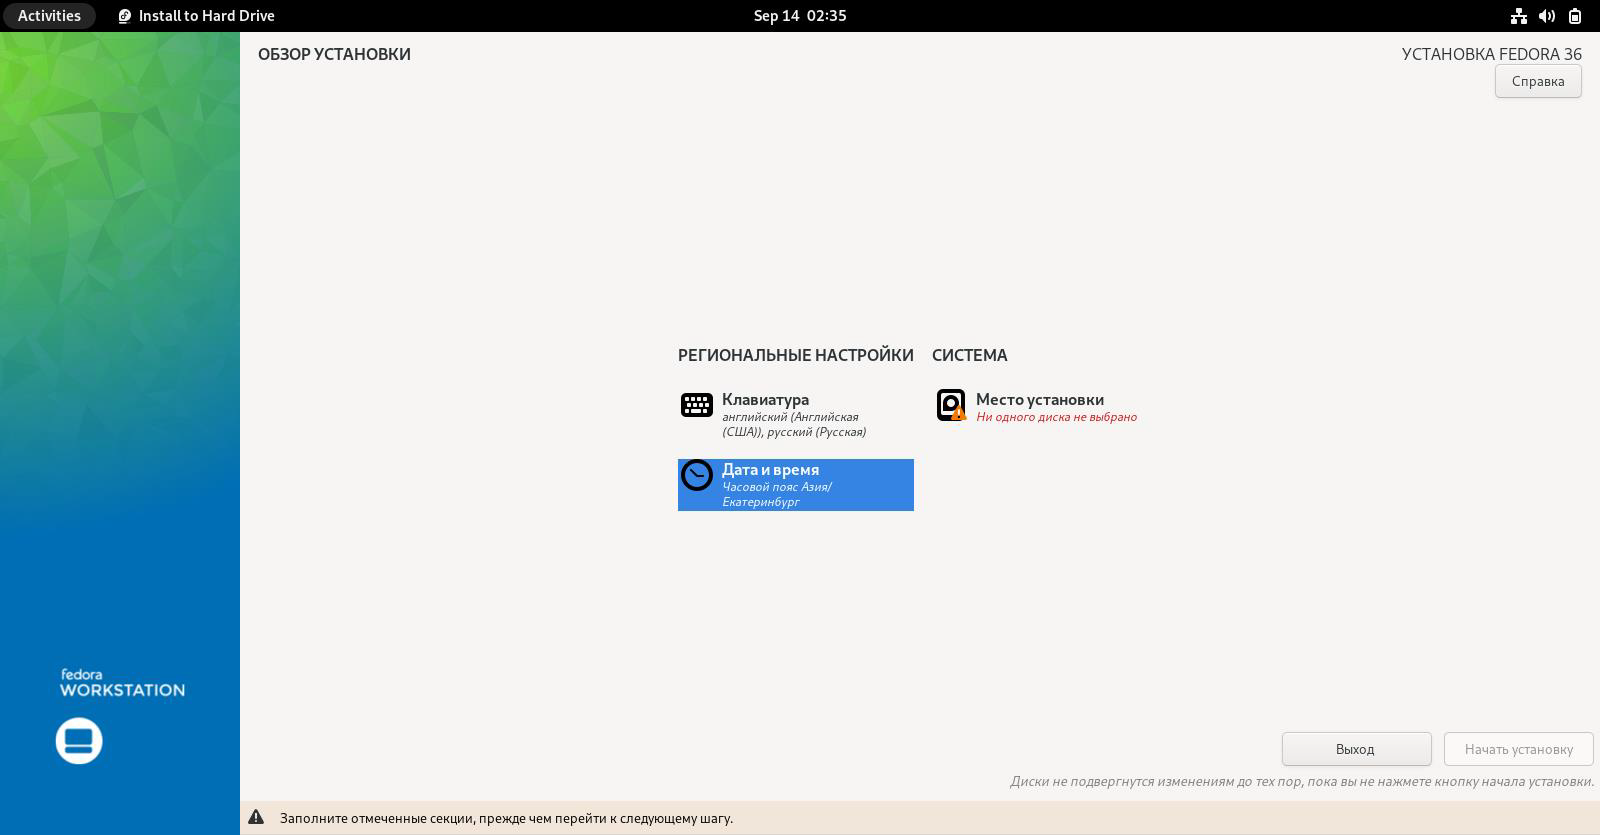 Activities
Install to Hard Drive
Sep 14 02:35
ОБЗОР УСТАНОВКИ
УСТАНОВКА FEDORA 36
Справка
РЕГИОНАЛЬНЫЕ НАСТРОЙКИ
СИСТЕМА
Клавиатура
английский (Английская
(США)), русский (Русская)
Место установки
Ни одного диска не выбрано
Дата и время
Часовой пояс Азия/
Екатеринбург
fedora
WORKSTATION
Выход
Начать установку
Диски не подвергнутся изменениям до тех пор, пока вы не нажмете кнопку начала установки.
Заполните отмеченные секции, прежде чем перейти к следующему шагу.